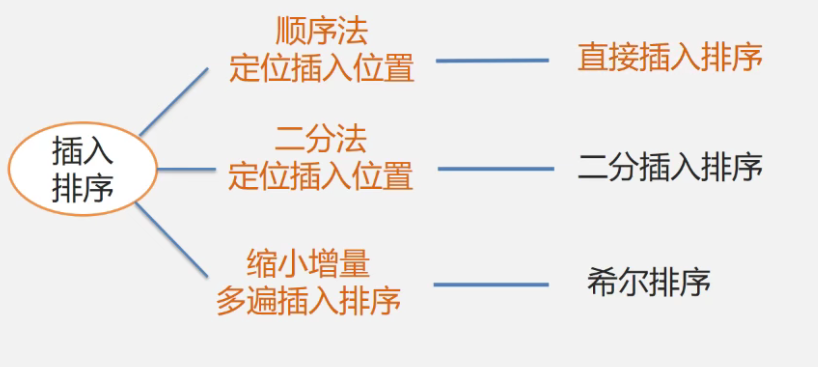 插入
排序
顺序法
定位插入位置
直接插入排序
二分法
定位插入位置
二分插入排序
缩小增量
多遍插入排序
希尔排序